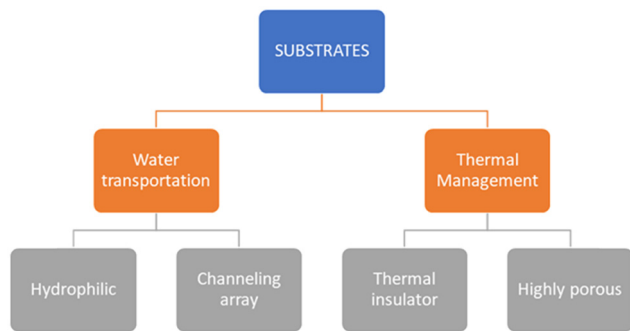 SUBSTRATES
Water
transportation
Thermal
Management
Hydrophilic
Channeling
array
Thermal
insulator
Highly porous